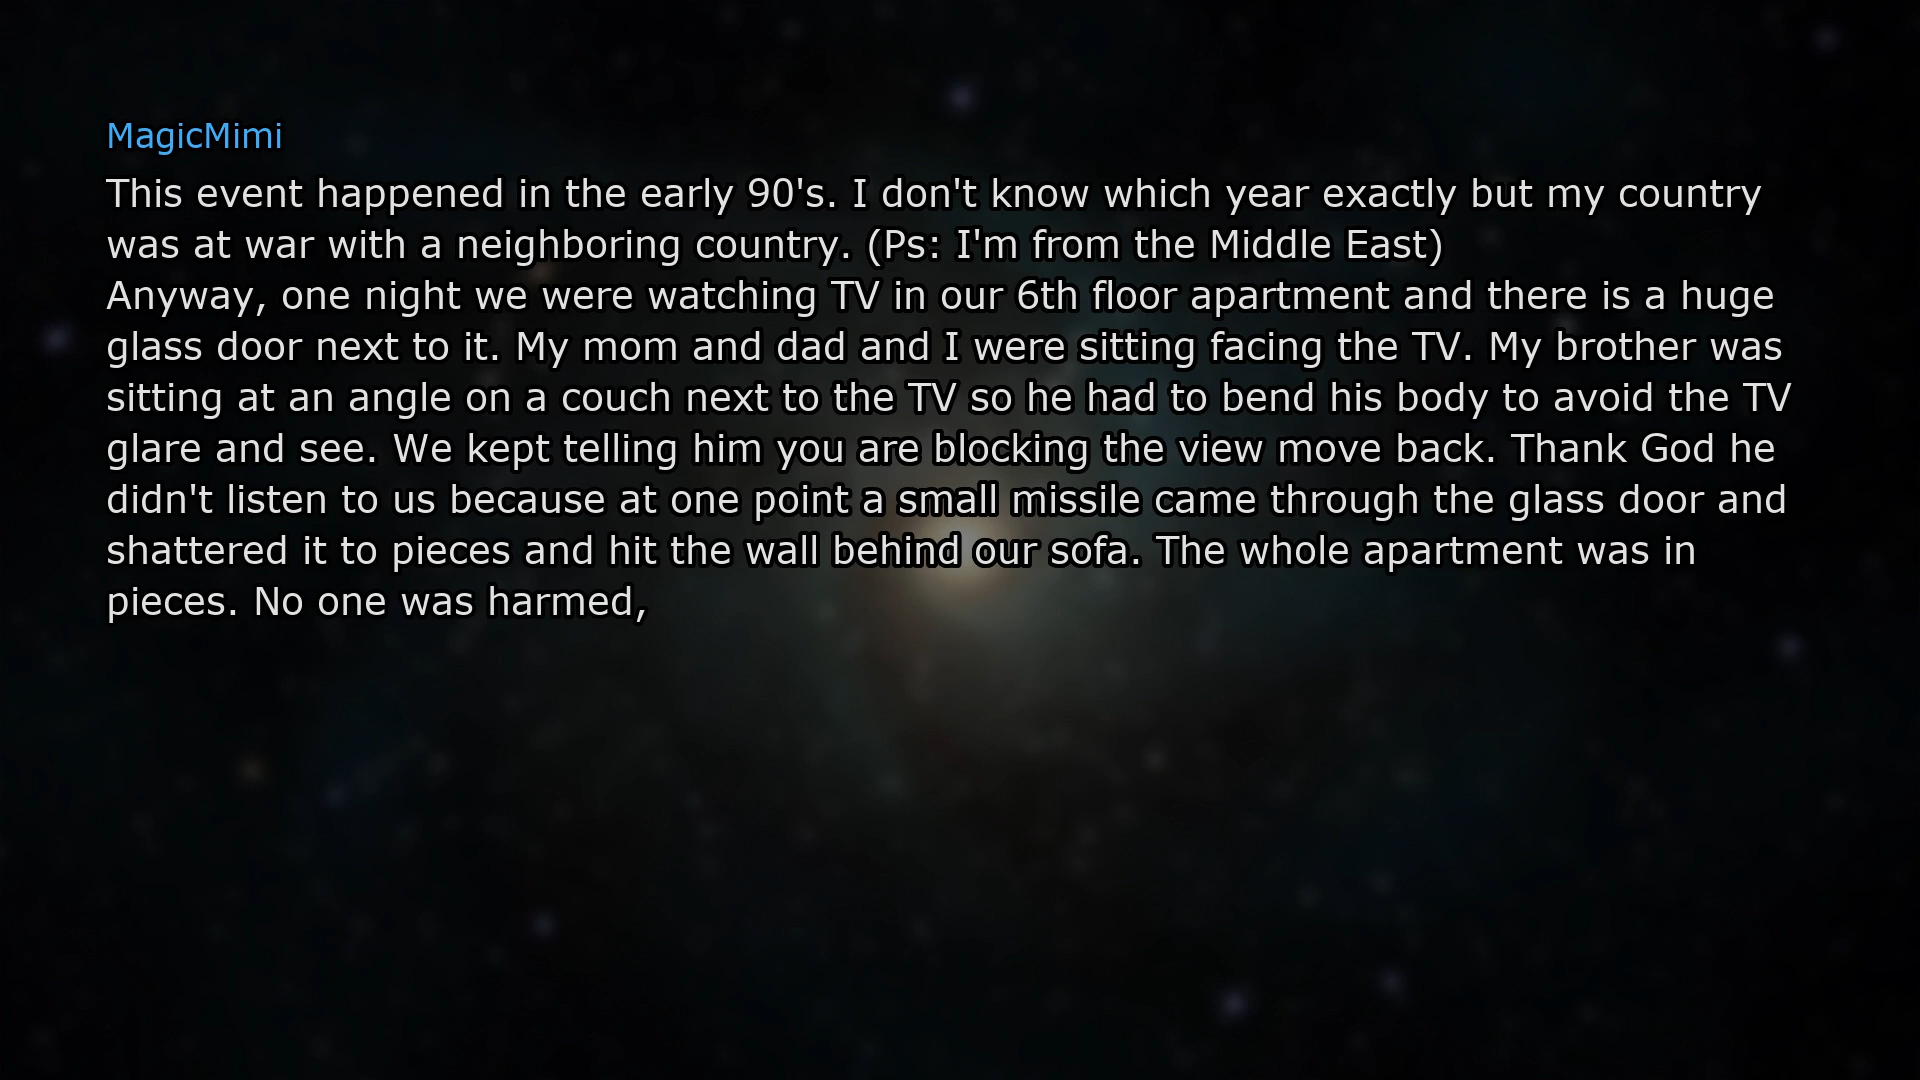 MagicMimi
This event happened in the early 90's. I don't know which year exactly but my country
was at war with a neighboring country. (Ps: I'm from the Middle East)
Anyway, one night we were watching TV in our 6th floor apartment and there is a huge
glass door next to it. My mom and dad and I were sitting facing the TV. My brother was
sitting at an angle on a couch next to the TV so he had to bend his body to avoid the TV
glare and see. We kept telling him you are blocking the view move back. Thank God he
didn't listen to us because at one point a small missile came through the glass door and
shattered it to pieces and hit the wall behind our sofa. The whole apartment was in
pieces. No one was harmed,